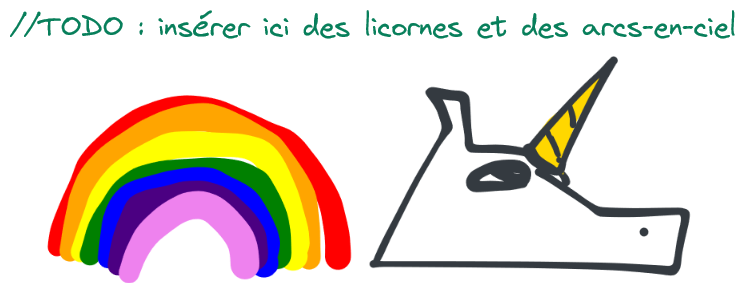 //TODO : insérer ici des licornes et des arcs-en-ciel